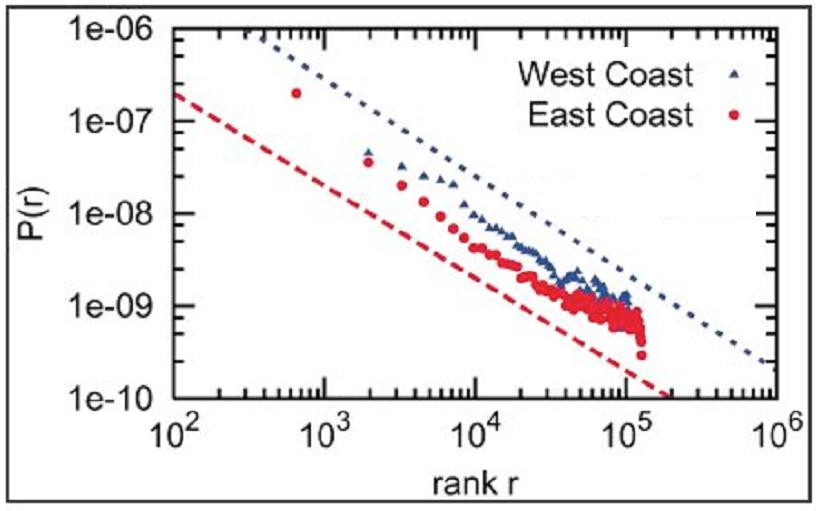 1e-06
West Coast
East Coast
1e-07
1e-08
1e-09
1e-10
P(r)
10² 10³ 10⁴ 10⁵ 10⁶
rank r